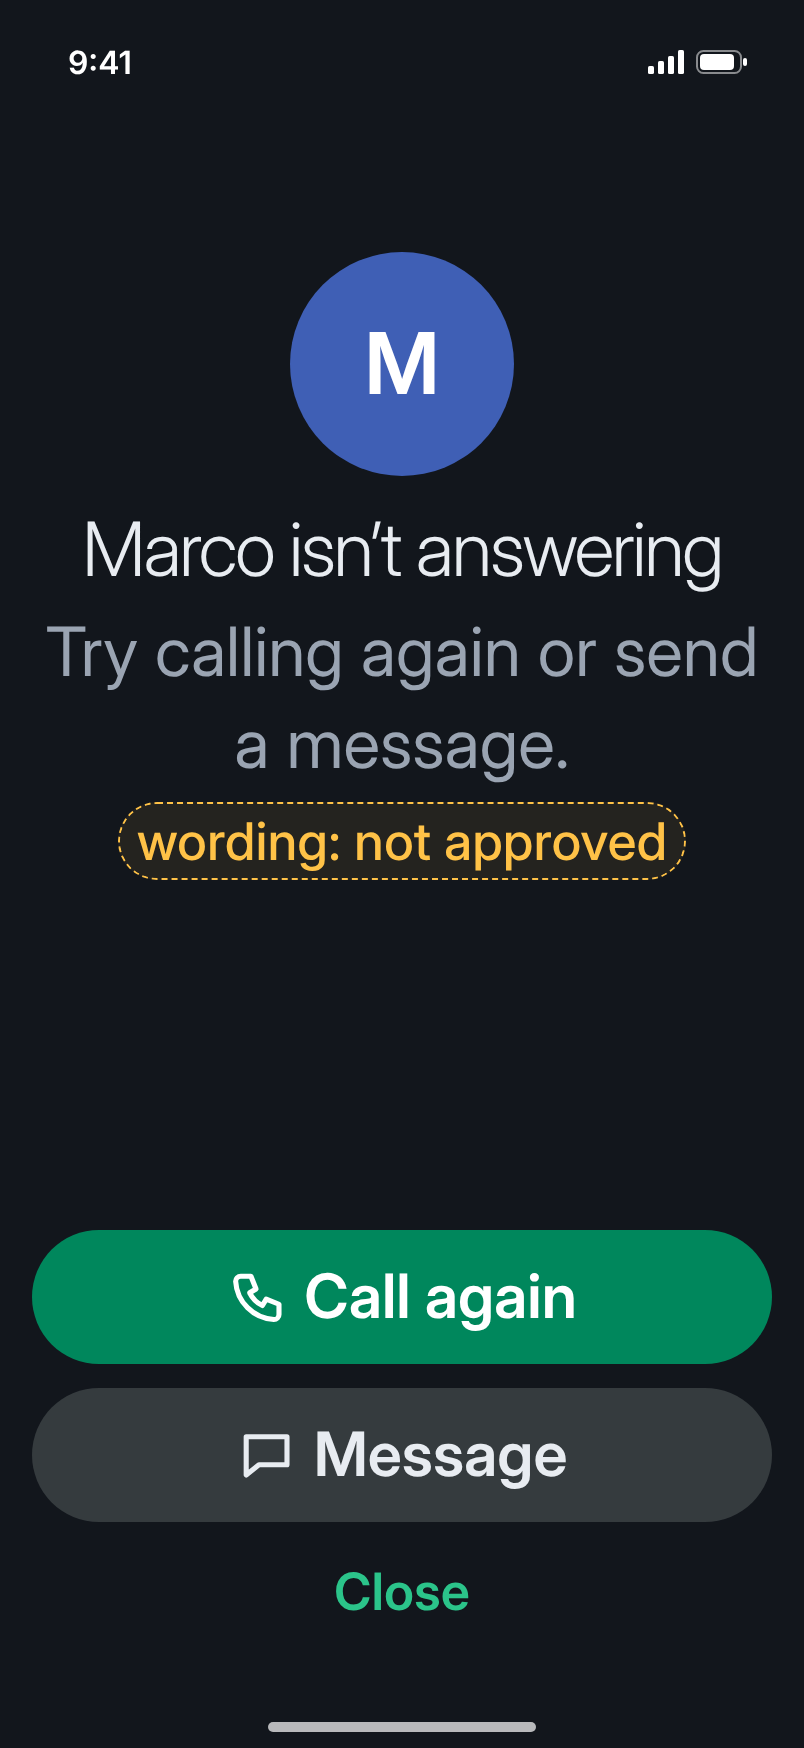 9:41
M
Marco isn’t answering
Try calling again or send
a message.
wording: not approved
Call again
Message
Close